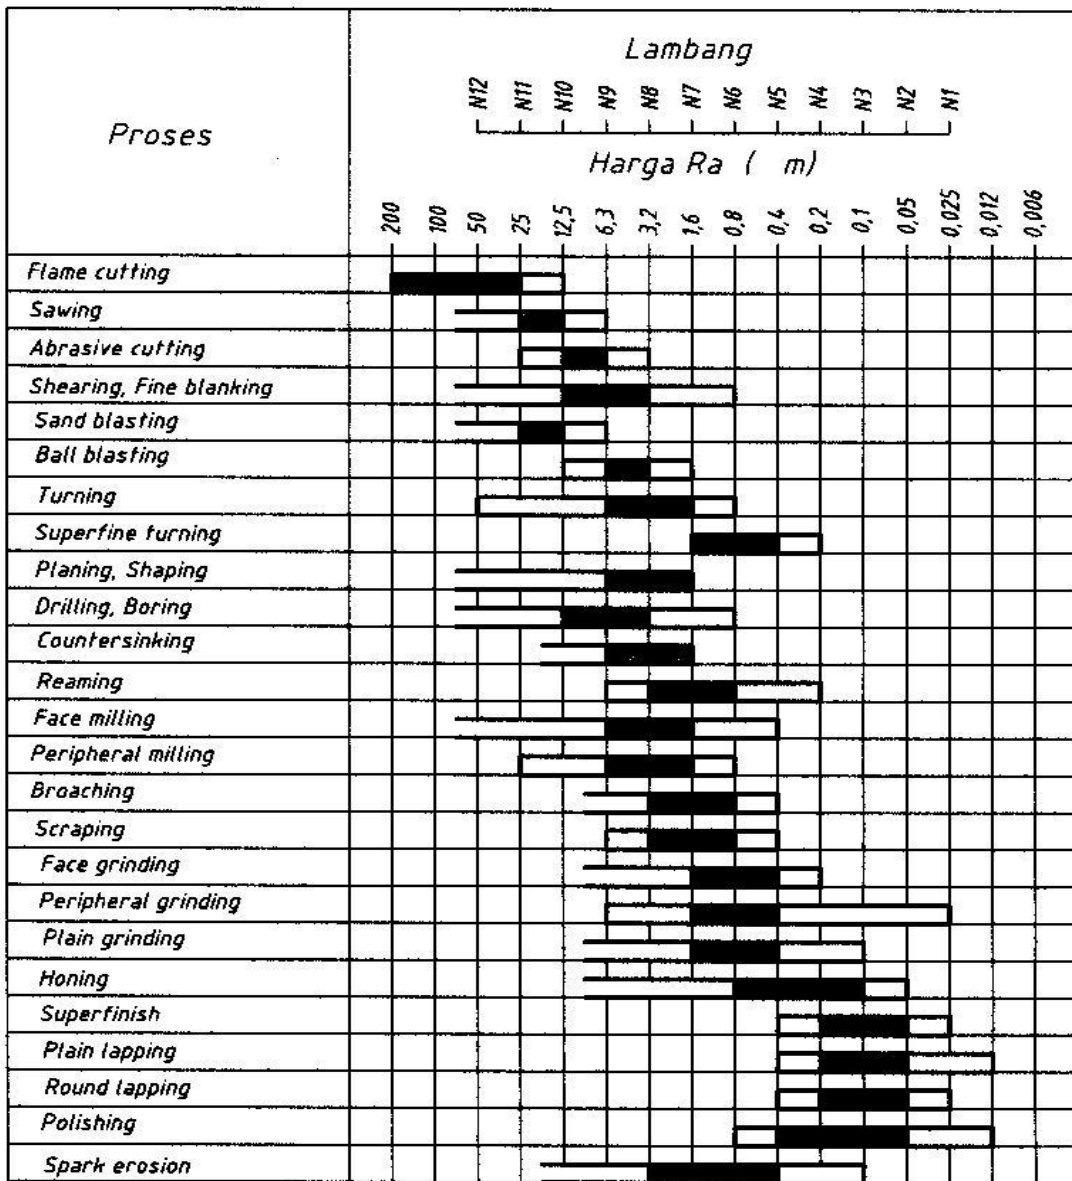 Lambang
N12 N11 N10 N9 N8 N7 N6 N5 N4 N3 N2 N1
Proses
Harga Ra ( m)
200 100 50 25 12,5 6,3 3,2 1,6 0,8 0,4 0,2 0,1 0,05 0,025 0,012 0,006
Flame cutting
Sawing
Abrasive cutting
Shearing, Fine blanking
Sand blasting
Ball blasting
Turning
Superfine turning
Planing, Shaping
Drilling, Boring
Countersinking
Reaming
Face milling
Peripheral milling
Broaching
Scraping
Face grinding
Peripheral grinding
Plain grinding
Honing
Superfinish
Plain lapping
Round lapping
Polishing
Spark erosion